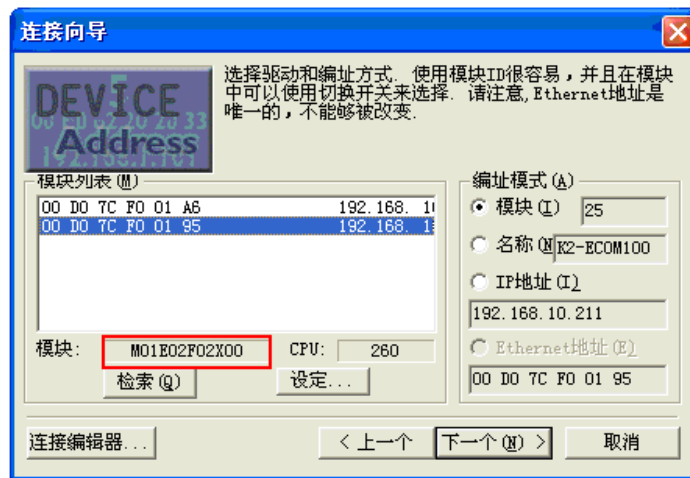 连接向导
DEVICE
Address
选择驱动和编址方式. 使用模块ID很容易，并且在模块
中可以使用切换开关来选择. 请注意,Ethernet地址是
唯一的，不能够被改变.
模块列表(M)
00 D0 7C F0 01 A6 192.168. 1
00 D0 7C F0 01 95 192.168. 1
模块: M01E02F02X00 CPU: 260
检索(Q) 设定...
编址模式(A)
模块(I) 25
名称(N K2-ECOM100
IP地址(I)
192.168.10.211
Ethernet地址(E)
00 D0 7C F0 01 95
连接编辑器... < 上一个 下一个(N) > 取消